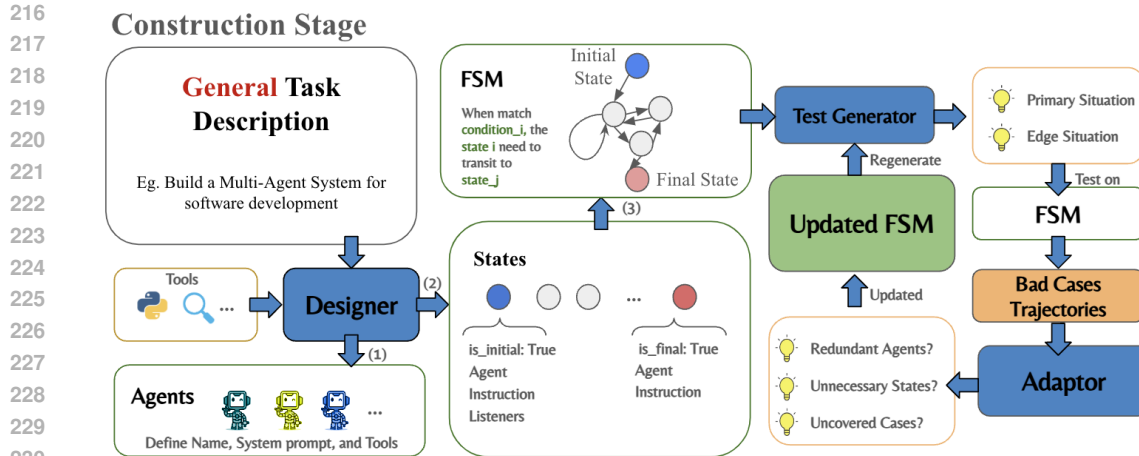 216
217
218
219
220
221
222
223
224
225
226
227
228
229
Construction Stage
General Task
Description
Eg. Build a Multi-Agent System for
software development
Tools
...
Designer
(2)
(1)
Agents
...
Define Name, System prompt, and Tools
FSM
When match
condition_i, the
state i need to
transit to
state_j
Initial
State
Final State
(3)
States
...
is_initial: True
Agent
Instruction
Listeners
is_final: True
Agent
Instruction
Test Generator
Regenerate
Updated FSM
Updated
Primary Situation
Edge Situation
Test on
FSM
Bad Cases
Trajectories
Adaptor
Redundant Agents?
Unnecessary States?
Uncovered Cases?